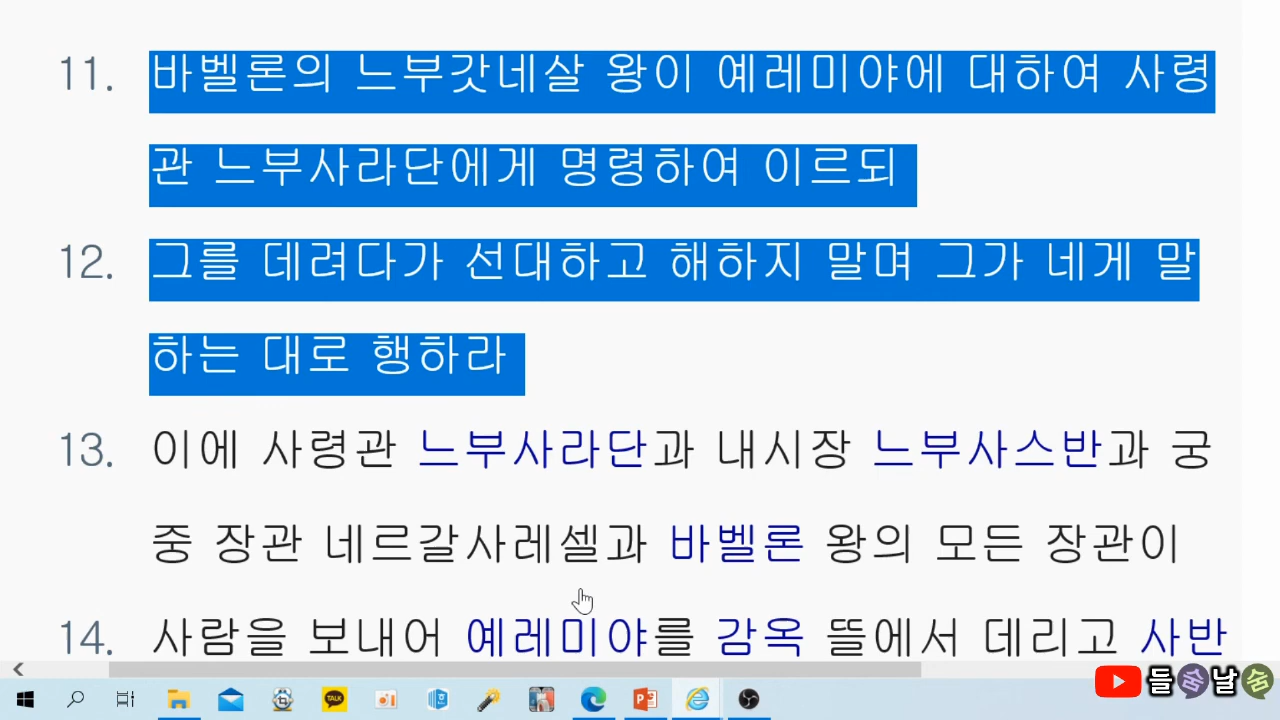 11. 바벨론의 느부갓네살 왕이 예레미야에 대하여 사령
관 느부사라단에게 명령하여 이르되
12. 그를 데려다가 선대하고 해하지 말며 그가 네게 말
하는 대로 행하라
13. 이에 사령관 느부사라단과 내시장 느부사스반과 궁
중 장관 네르갈사레셀과 바벨론 왕의 모든 장관이
14. 사람을 보내어 예레미야를 감옥 뜰에서 데리고 사반
TALK
들숨날숨